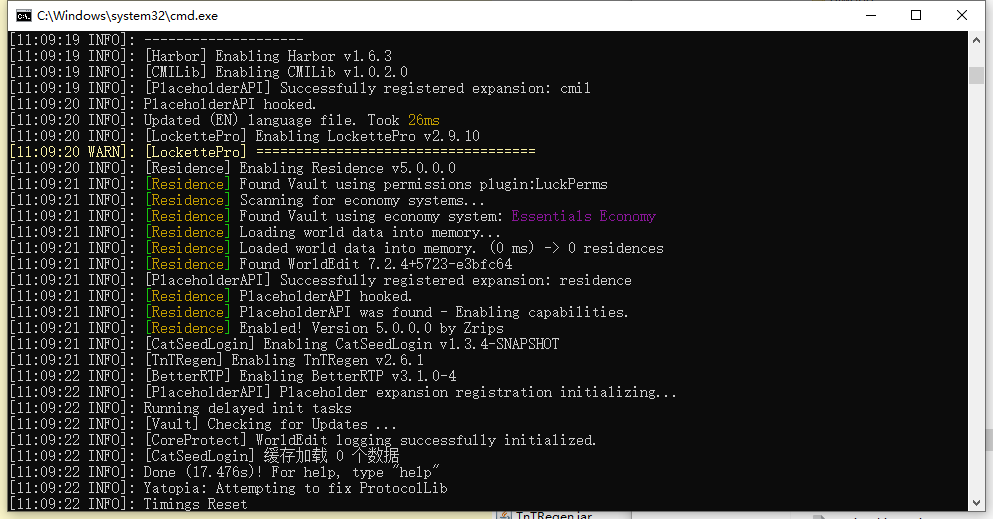 C:\Windows\system32\cmd.exe
[11:09:19 INFO]: --------------------
[11:09:19 INFO]: [Harbor] Enabling Harbor v1.6.3
[11:09:19 INFO]: [CMILib] Enabling CMILib v1.0.2.0
[11:09:19 INFO]: [PlaceholderAPI] Successfully registered expansion: cmil
[11:09:20 INFO]: PlaceholderAPI hooked.
[11:09:20 INFO]: Updated (EN) language file. Took 26ms
[11:09:20 INFO]: [LockettePro] Enabling LockettePro v2.9.10
[11:09:20 WARN]: [LockettePro] ===================================
[11:09:20 INFO]: [Residence] Enabling Residence v5.0.0.0
[11:09:21 INFO]: [Residence] Found Vault using permissions plugin:LuckPerms
[11:09:21 INFO]: [Residence] Scanning for economy systems...
[11:09:21 INFO]: [Residence] Found Vault using economy system: Essentials Economy
[11:09:21 INFO]: [Residence] Loading world data into memory...
[11:09:21 INFO]: [Residence] Loaded world data into memory. (0 ms) -> 0 residences
[11:09:21 INFO]: [Residence] Found WorldEdit 7.2.4+5723-e3bfc64
[11:09:21 INFO]: [PlaceholderAPI] Successfully registered expansion: residence
[11:09:21 INFO]: [Residence] PlaceholderAPI hooked.
[11:09:21 INFO]: [Residence] PlaceholderAPI was found - Enabling capabilities.
[11:09:21 INFO]: [Residence] Enabled! Version 5.0.0.0 by Zrips
[11:09:21 INFO]: [CatSeedLogin] Enabling CatSeedLogin v1.3.4-SNAPSHOT
[11:09:21 INFO]: [TnTRegen] Enabling TnTRegen v2.6.1
[11:09:22 INFO]: [BetterRTP] Enabling BetterRTP v3.1.0-4
[11:09:22 INFO]: [PlaceholderAPI] Placeholder expansion registration initializing...
[11:09:22 INFO]: Running delayed init tasks
[11:09:22 INFO]: [Vault] Checking for Updates ...
[11:09:22 INFO]: [CoreProtect] WorldEdit logging successfully initialized.
[11:09:22 INFO]: [CatSeedLogin] 缓存加载 0 个数据
[11:09:22 INFO]: Done (17.476s)! For help, type "help"
[11:09:22 INFO]: Yatopia: Attempting to fix ProtocolLib
[11:09:22 INFO]: Timings Reset
TnTRegen.jar